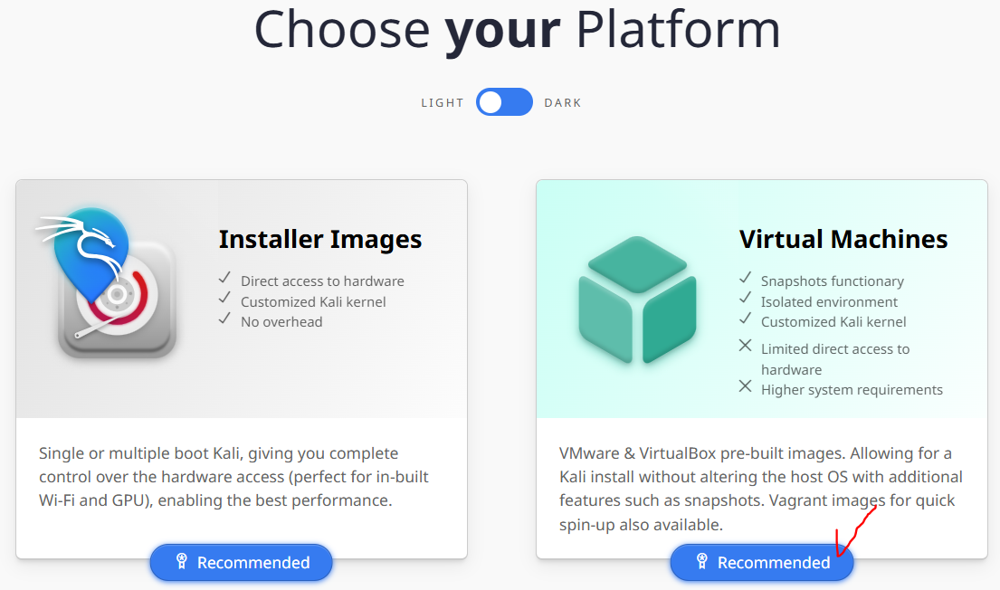 Choose your Platform
LIGHT DARK
Installer Images
Direct access to hardware
Customized Kali kernel
No overhead
Single or multiple boot Kali, giving you complete
control over the hardware access (perfect for in-built
Wi-Fi and GPU), enabling the best performance.
Recommended
Virtual Machines
Snapshots functionary
Isolated environment
Customized Kali kernel
Limited direct access to
hardware
Higher system requirements
VMware & VirtualBox pre-built images. Allowing for a
Kali install without altering the host OS with additional
features such as snapshots. Vagrant images for quick
spin-up also available.
Recommended